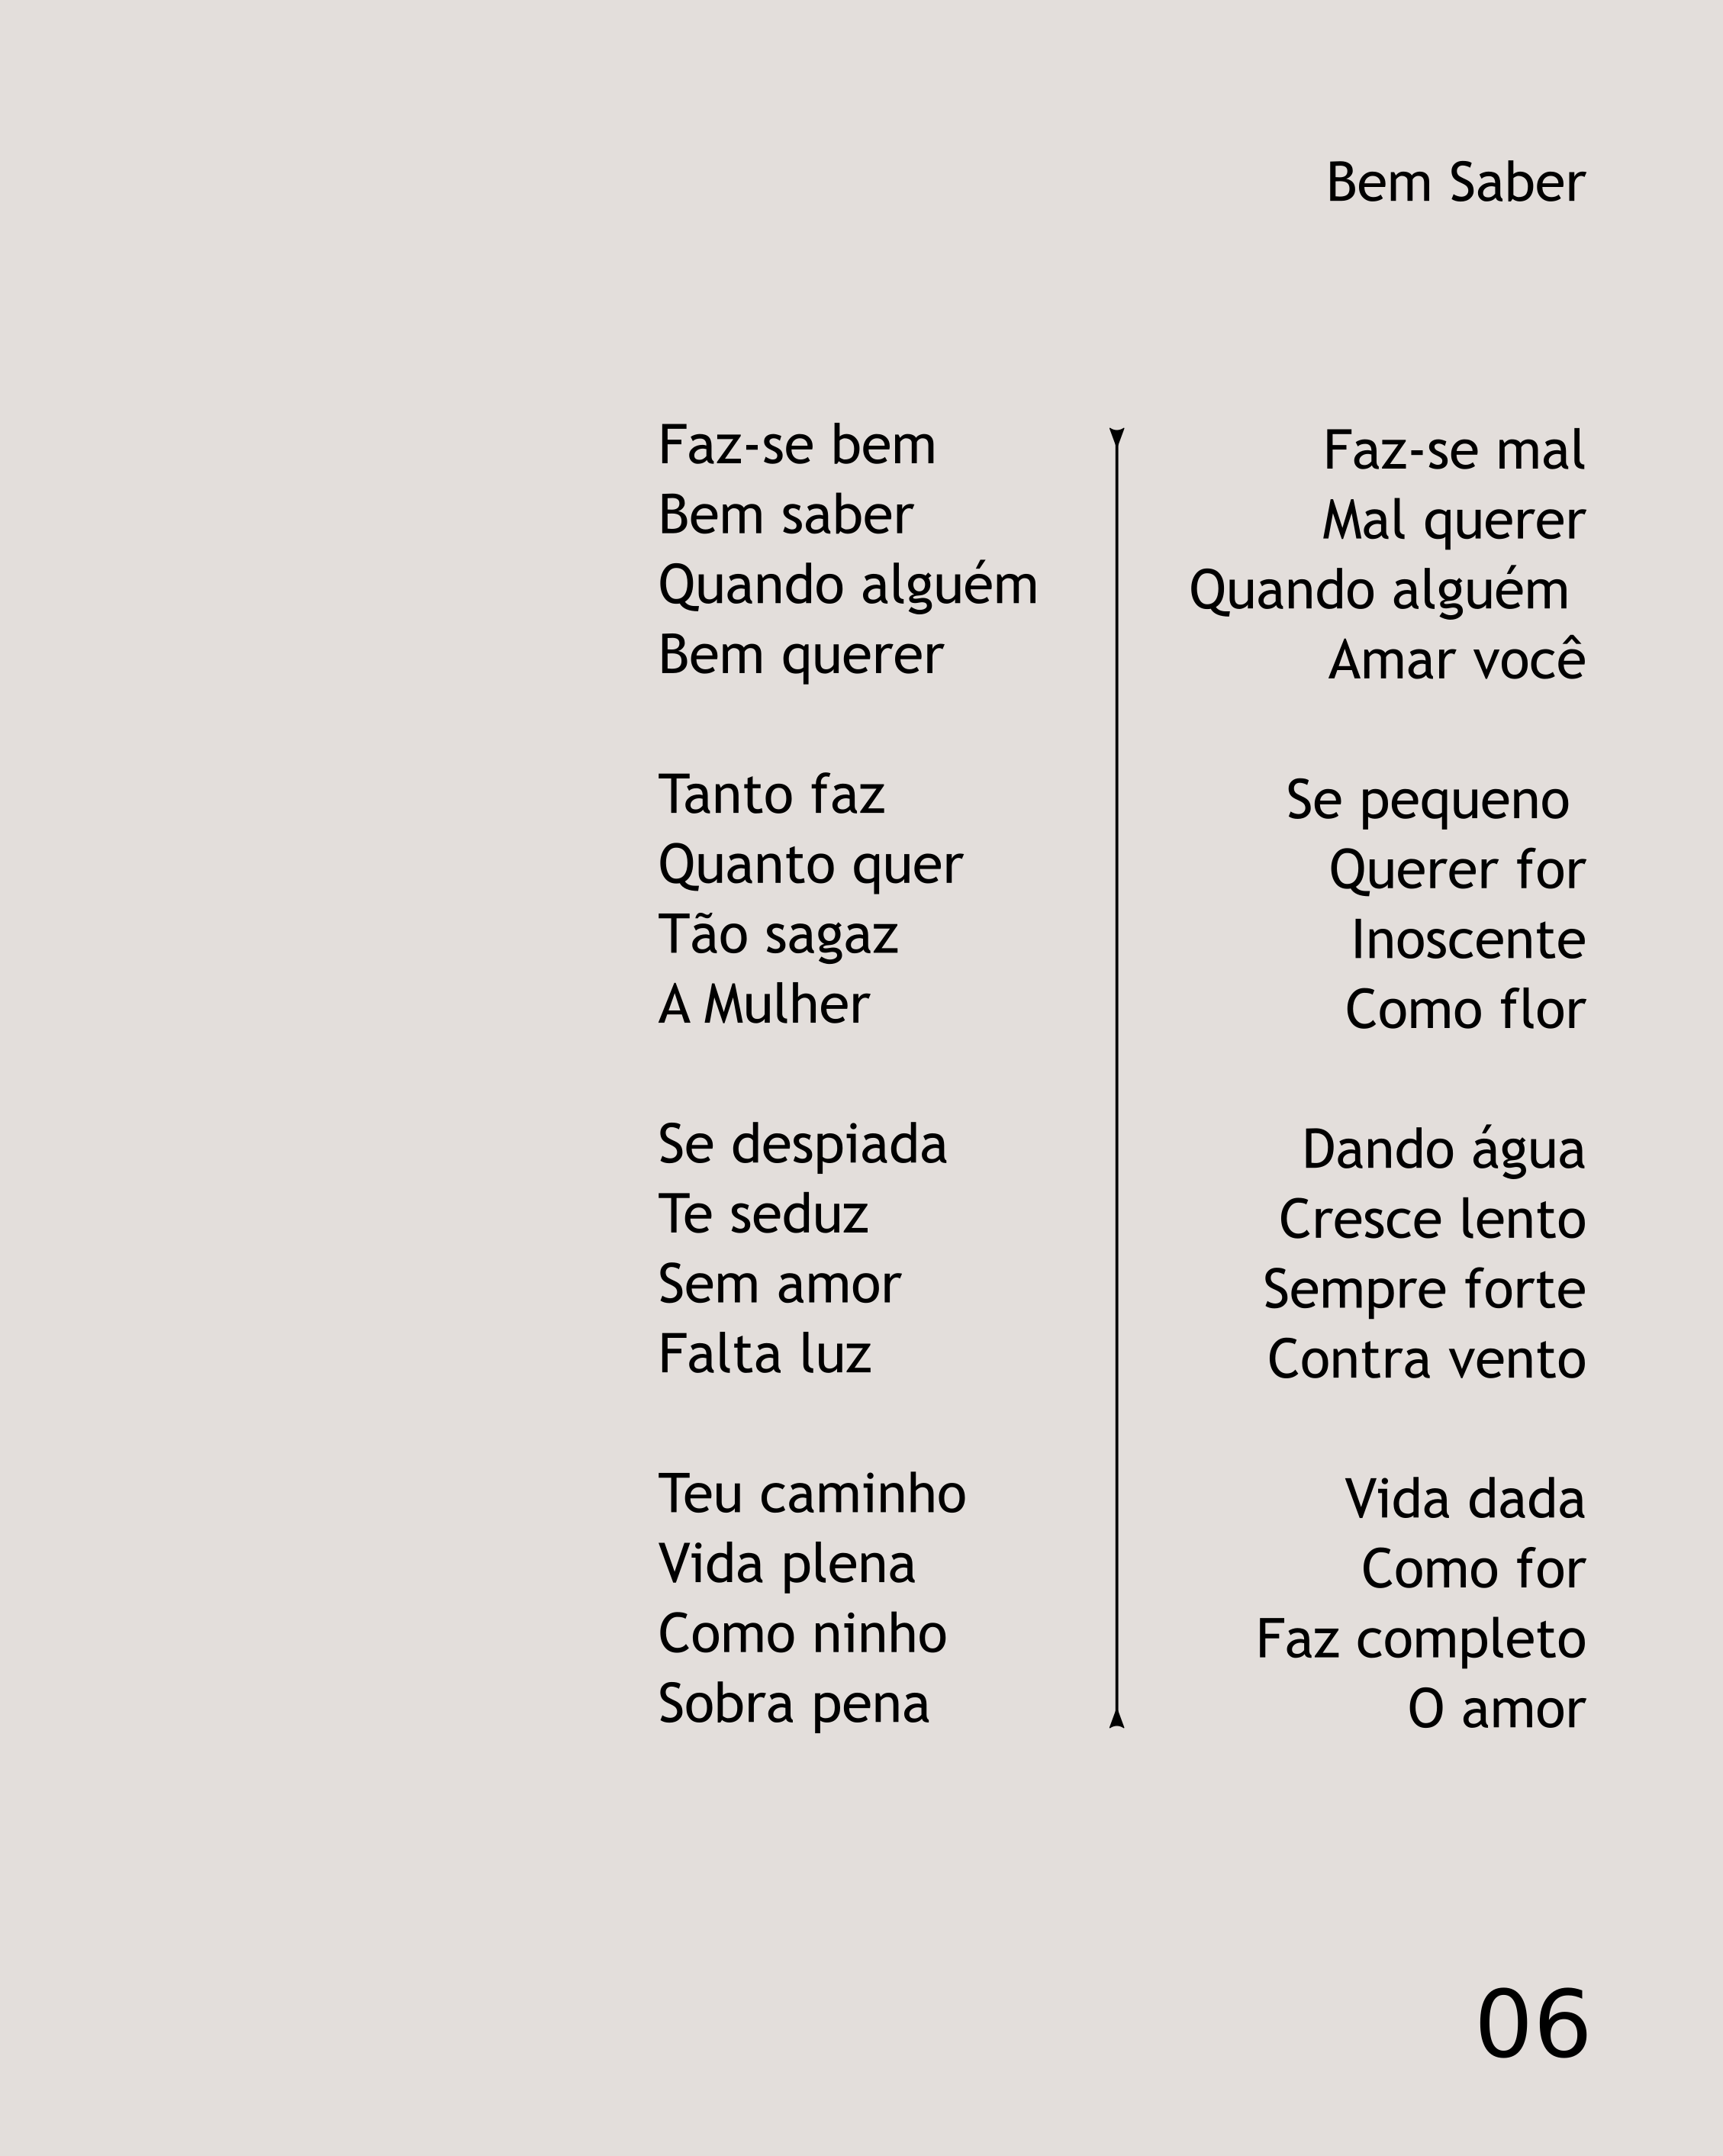 Bem Saber
Faz-se bem
Bem saber
Quando alguém
Bem querer
Tanto faz
Quanto quer
Tão sagaz
A Mulher
Se despiada
Te seduz
Sem amor
Falta luz
Teu caminho
Vida plena
Como ninho
Sobra pena
Faz-se mal
Mal querer
Quando alguém
Amar você
Se pequeno
Querer for
Inoscente
Como flor
Dando água
Cresce lento
Sempre forte
Contra vento
Vida dada
Como for
Faz completo
O amor
06